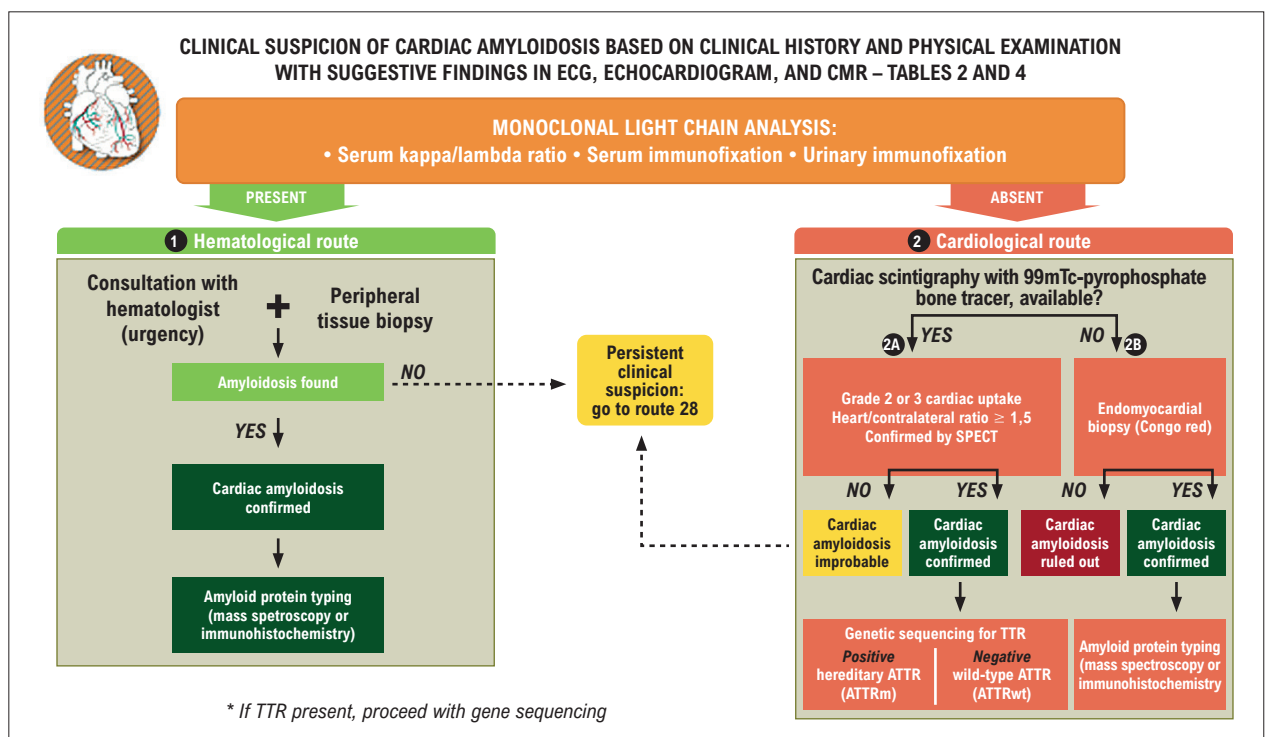 CLINICAL SUSPICION OF CARDIAC AMYLOIDOSIS BASED ON CLINICAL HISTORY AND PHYSICAL EXAMINATION
WITH SUGGESTIVE FINDINGS IN ECG, ECHOCARDIOGRAM, AND CMR – TABLES 2 AND 4
MONOCLONAL LIGHT CHAIN ANALYSIS:
• Serum kappa/lambda ratio • Serum immunofixation • Urinary immunofixation
PRESENT
ABSENT
1 Hematological route
Consultation with
hematologist
(urgency)
+
Peripheral
tissue biopsy
Amyloidosis found
NO
YES
Cardiac amyloidosis
confirmed
Amyloid protein typing
(mass spetroscopy or
immunohistochemistry)
Persistent
clinical
suspicion:
go to route 28
2 Cardiological route
Cardiac scintigraphy with 99mTc-pyrophosphate
bone tracer, available?
2A YES
NO 2B
Grade 2 or 3 cardiac uptake
Heart/contralateral ratio ≥ 1,5
Confirmed by SPECT
Endomyocardial
biopsy (Congo red)
NO
YES
NO
YES
Cardiac
amyloidosis
improbable
Cardiac
amyloidosis
confirmed
Cardiac
amyloidosis
ruled out
Cardiac
amyloidosis
confirmed
Genetic sequencing for TTR
Positive
hereditary ATTR
(ATTRm)
Negative
wild-type ATTR
(ATTRwt)
Amyloid protein typing
(mass spectroscopy or
immunohistochemistry
* If TTR present, proceed with gene sequencing